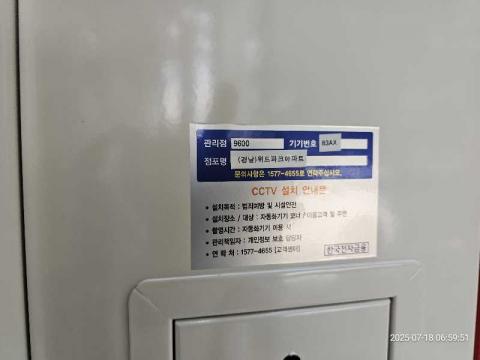 관리점 9600 기기번호 83AX
점포명 (경남)위드파크아파트
문의사항은 1577-4655로 연락주십시오.
CCTV 설치 안내문
• 설치목적 : 범죄예방 및 시설안전
• 설치장소 / 대상 : 자동화기기 코너 / 이용고객 및 주변
• 촬영시간 : 자동화기기 이용 시
• 관리책임자 : 개인정보 보호 담당자
• 연 락 처 : 1577-4655 [고객센터]
한국전자금융
2025-07-18 06:59:51